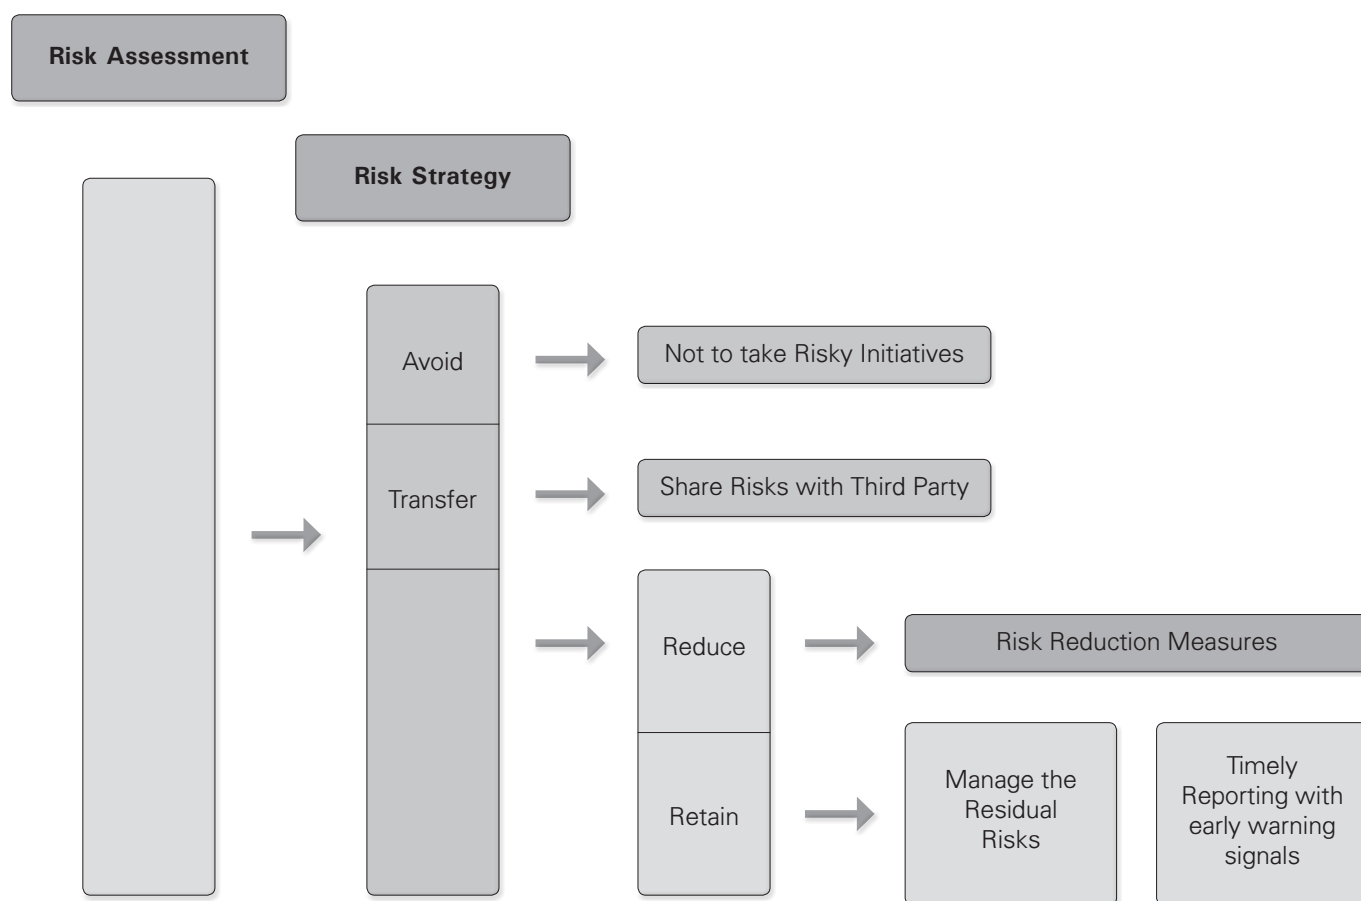 Risk Assessment
Risk Strategy
Avoid
Not to take Risky Initiatives
Transfer
Share Risks with Third Party
Reduce
Risk Reduction Measures
Retain
Manage the
Residual
Risks
Timely
Reporting with
early warning
signals